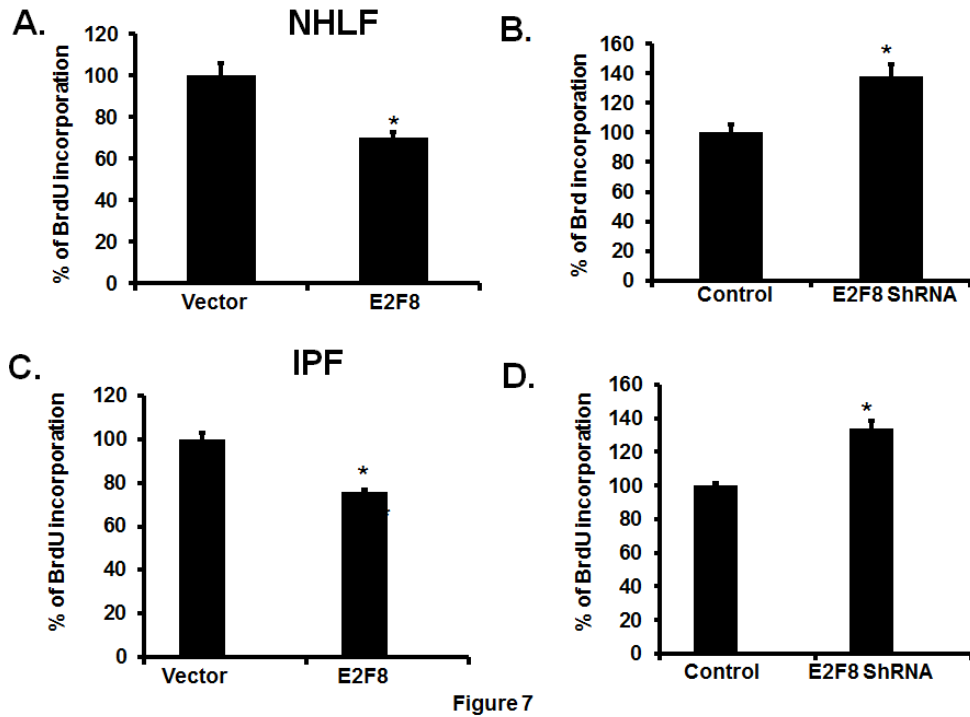 A.
NHLF
% of BrdU incorporation
120
100
80
60
40
20
0
*
Vector
E2F8
B.
% of Brd incorporation
160
140
120
100
80
60
40
20
0
*
Control
E2F8 ShRNA
C.
IPF
% of BrdU incorporation
120
100
80
60
40
20
0
*
Vector
E2F8
D.
% of BrdU incorporation
160
140
120
100
80
60
40
20
0
*
Control
E2F8 ShRNA
Figure 7